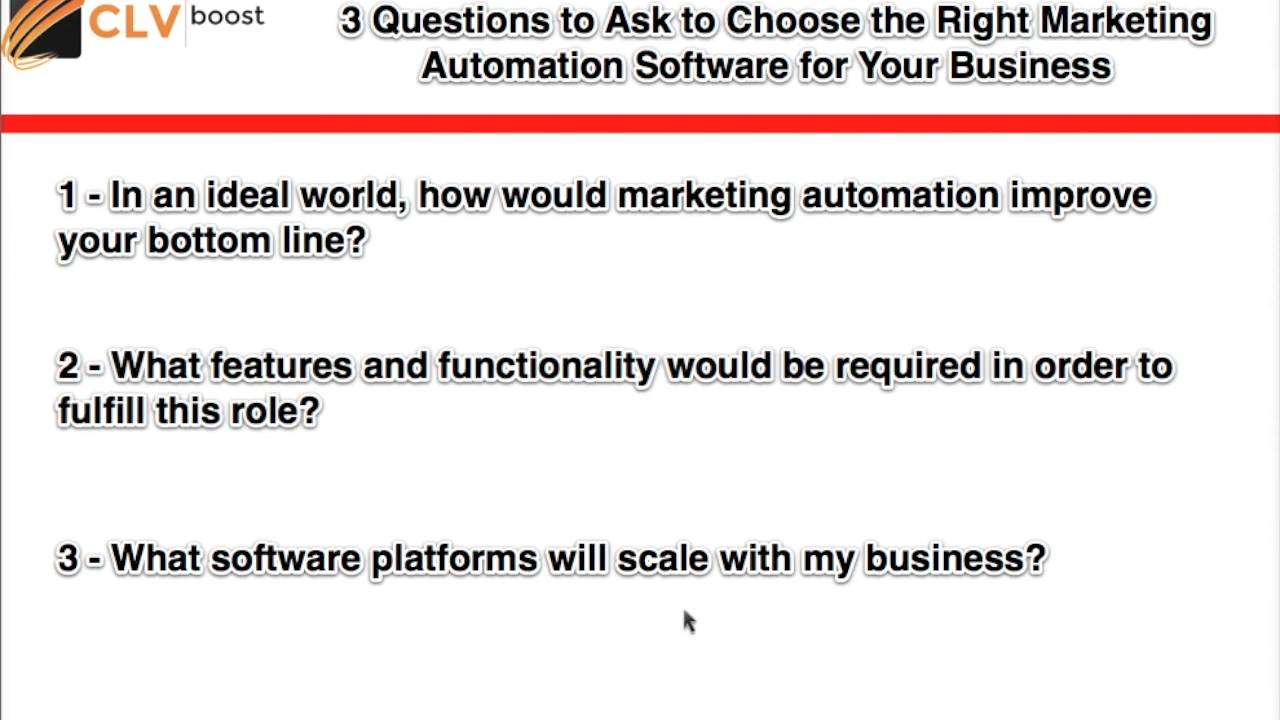 CLV boost
3 Questions to Ask to Choose the Right Marketing
Automation Software for Your Business
1 - In an ideal world, how would marketing automation improve
your bottom line?
2 - What features and functionality would be required in order to
fulfill this role?
3 - What software platforms will scale with my business?